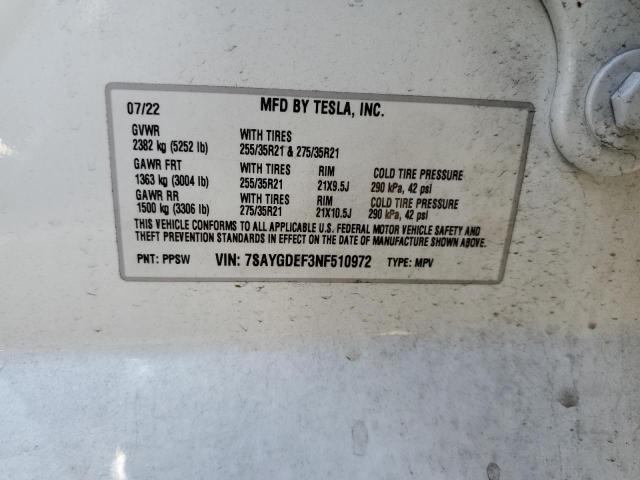 07/22 MFD BY TESLA, INC.
GVWR WITH TIRES
2382 kg (5252 lb) 255/35R21 & 275/35R21
GAWR FRT WITH TIRES RIM COLD TIRE PRESSURE
1363 kg (3004 lb) 255/35R21 21X9.5J 290 kPa, 42 psi
GAWR RR WITH TIRES RIM COLD TIRE PRESSURE
1500 kg (3306 lb) 275/35R21 21X10.5J 290 kPa, 42 psi
THIS VEHICLE CONFORMS TO ALL APPLICABLE U.S. FEDERAL MOTOR VEHICLE SAFETY AND
THEFT PREVENTION STANDARDS IN EFFECT ON THE DATE OF MANUFACTURE SHOWN ABOVE.
PNT: PPSW VIN: 7SAYGDEF3NF510972 TYPE: MPV